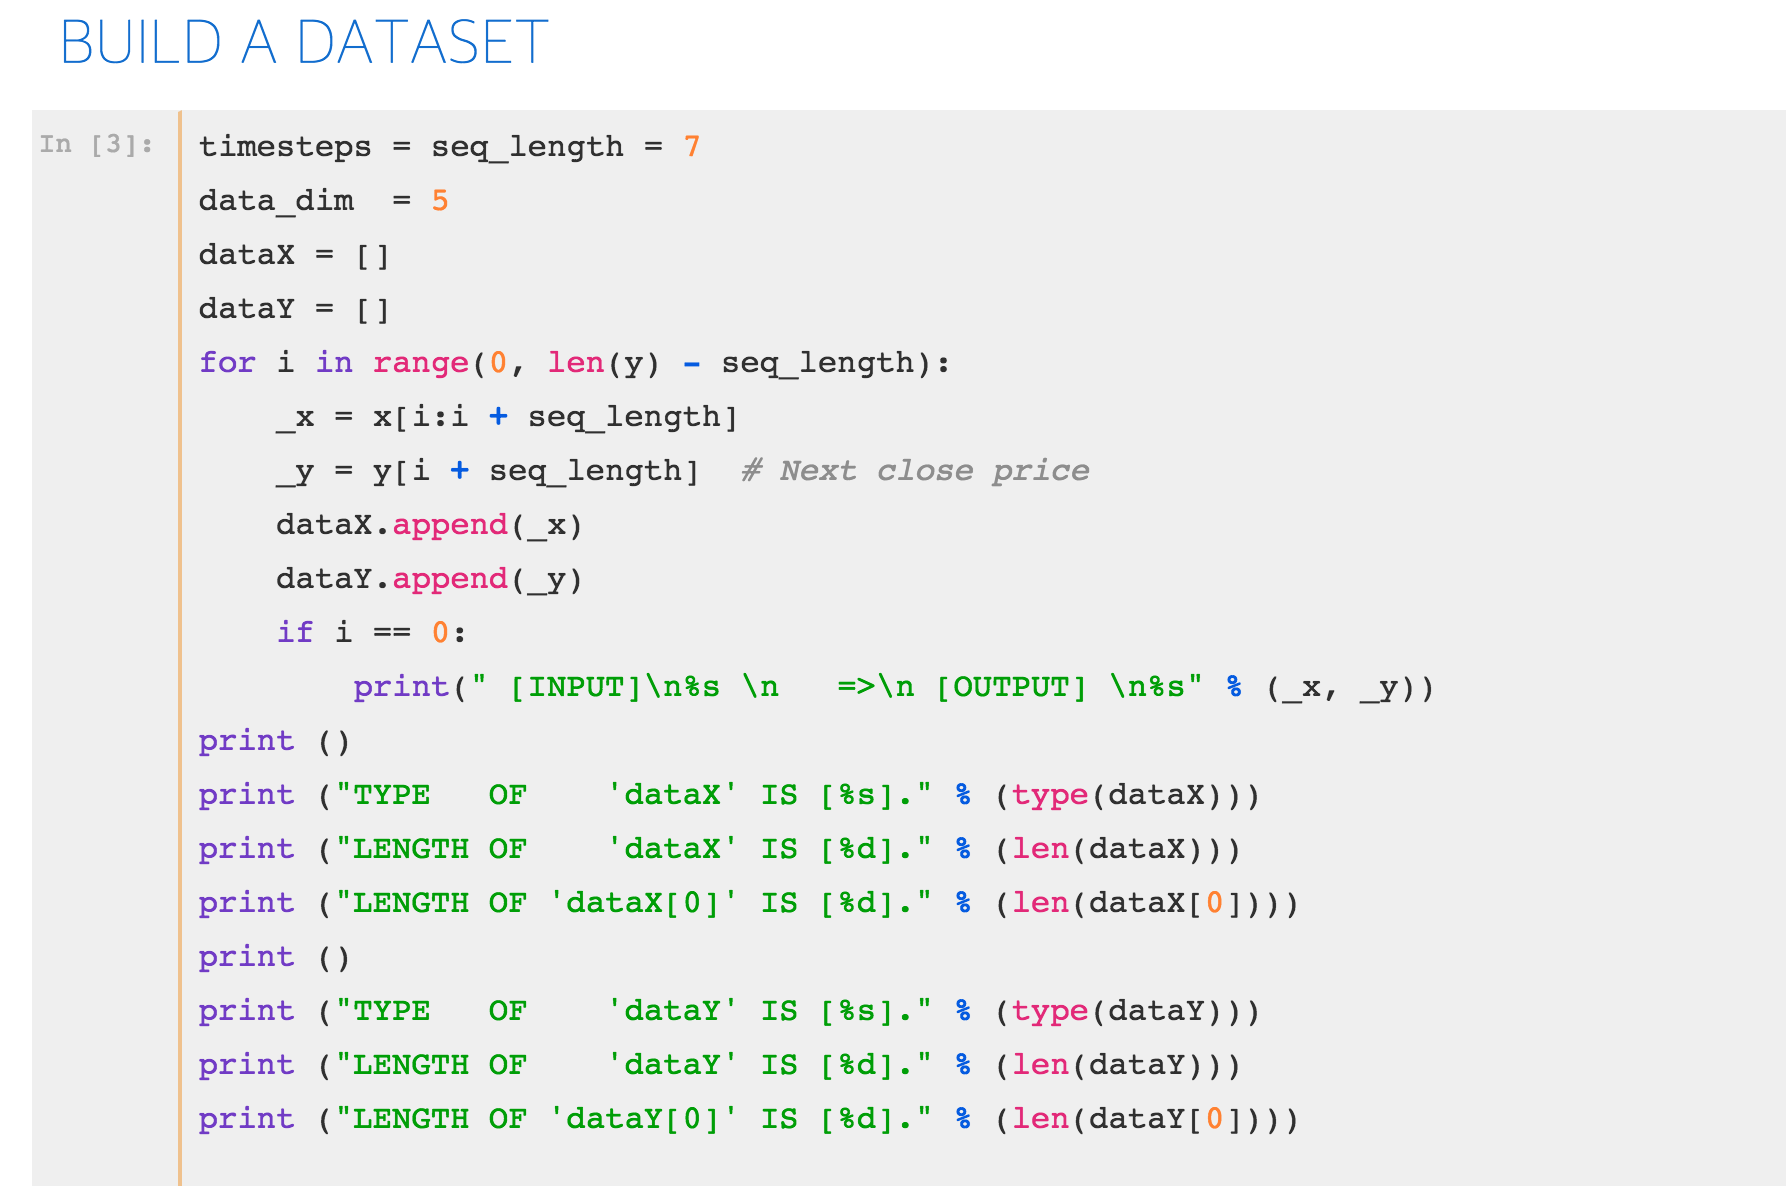 BUILD A DATASET
In [3]:
timesteps = seq_length = 7
data_dim  = 5
dataX = []
dataY = []
for i in range(0, len(y) - seq_length):
    _x = x[i:i + seq_length]
    _y = y[i + seq_length]  # Next close price
    dataX.append(_x)
    dataY.append(_y)
    if i == 0:
        print(" [INPUT]\n%s \n   =>\n [OUTPUT] \n%s" % (_x, _y))
print ()
print ("TYPE   OF    'dataX' IS [%s]." % (type(dataX)))
print ("LENGTH OF    'dataX' IS [%d]." % (len(dataX)))
print ("LENGTH OF 'dataX[0]' IS [%d]." % (len(dataX[0])))
print ()
print ("TYPE   OF    'dataY' IS [%s]." % (type(dataY)))
print ("LENGTH OF    'dataY' IS [%d]." % (len(dataY)))
print ("LENGTH OF 'dataY[0]' IS [%d]." % (len(dataY[0])))